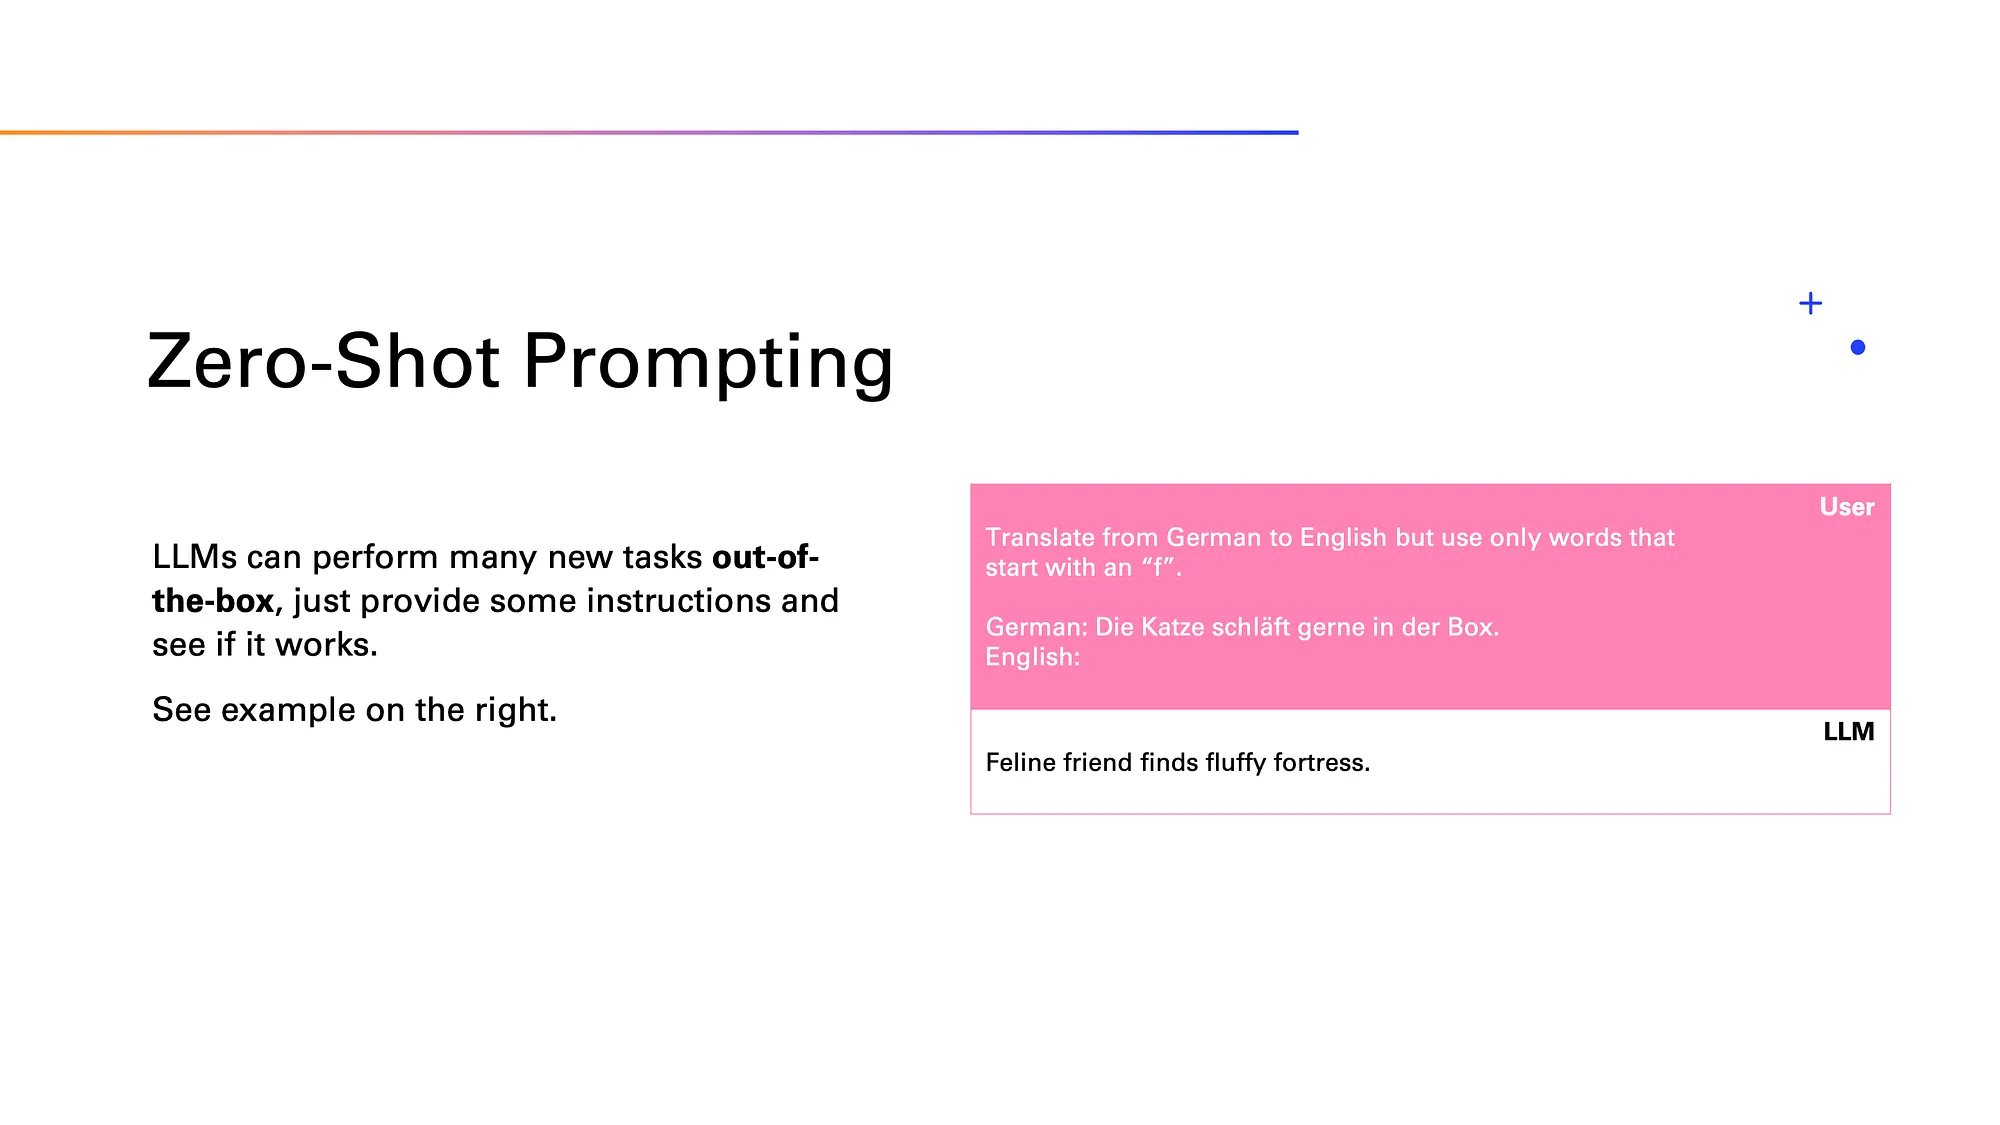 Zero-Shot Prompting
LLMs can perform many new tasks out-of-
the-box, just provide some instructions and
see if it works.
See example on the right.
User
Translate from German to English but use only words that
start with an “f”.
German: Die Katze schläft gerne in der Box.
English:
LLM
Feline friend finds fluffy fortress.